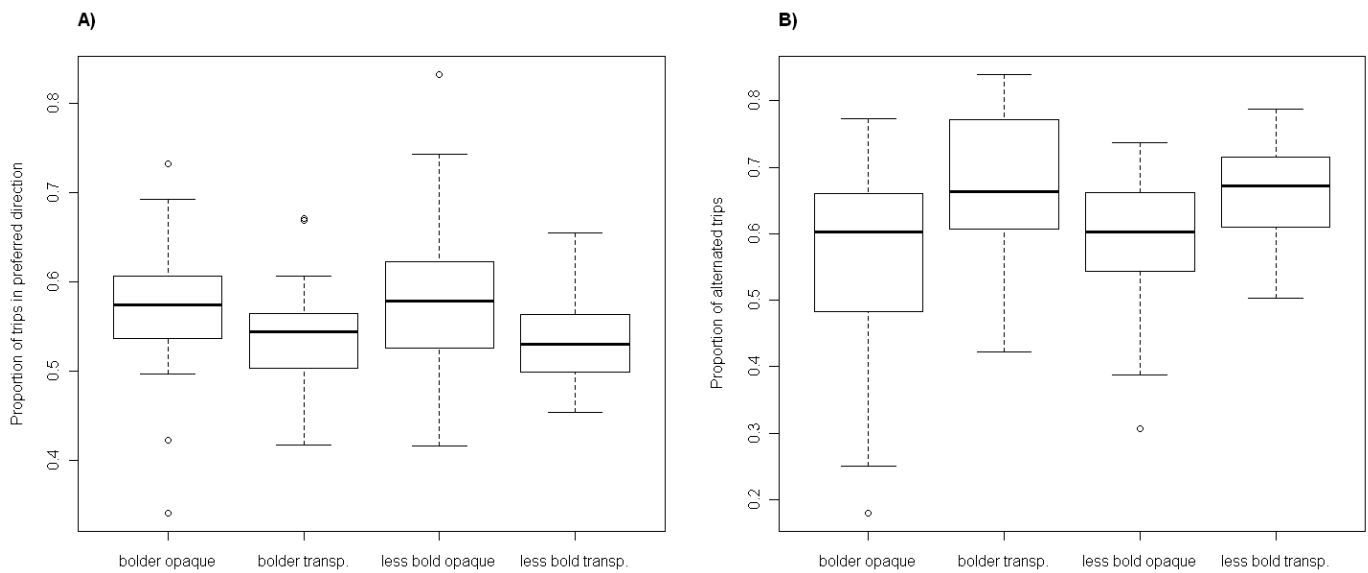 A)
Proportion of trips in preferred direction
0.8
0.7
0.6
0.5
0.4
bolder opaque
bolder transp.
less bold opaque
less bold transp.
B)
Proportion of alternated trips
0.8
0.7
0.6
0.5
0.4
0.3
0.2
bolder opaque
bolder transp.
less bold opaque
less bold transp.